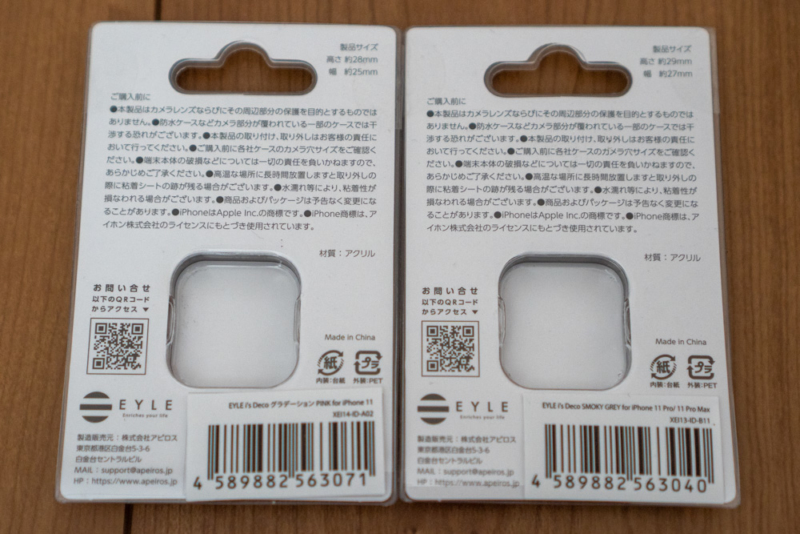 製品サイズ
高さ 約28mm
幅 約25mm
ご購入前に
●本製品はカメラレンズならびにその周辺部分の保護を目的とするものでは
ありません。●防水ケースなどカメラ部分が覆われている一部のケースでは干
渉する恐れがございます。●本製品の取り付け、取り外しはお客様の責任に
おいて行ってください。●ご購入前に各社ケースのカメラ穴サイズをご確認く
ださい。●端末本体の破損などについては一切の責任を負いかねますので、
あらかじめご了承ください。●高温な場所に長時間放置しますと取り外しの
際に粘着シートの跡が残る場合がございます。●水濡れ等により、粘着性が
損なわれる場合がございます。●商品およびパッケージは予告なく変更にな
ることがあります。●iPhoneはApple Inc.の商標です。●iPhone商標は、ア
イホン株式会社のライセンスにもとづき使用されています。
材質:アクリル
お問い合せ
以下のQRコード
からアクセス ▼
Made in China
紙
プラ
内装:台紙
外装:PET
EYLE
Enriches your life
製造販売元:株式会社アピロス
東京都港区白金台5-3-6
白金台セントラルビル
MAIL:support@apeiros.jp
HP:https://www.apeiros.jp
EYLE i's Deco グラデーション PINK for iPhone 11
XEI14-ID-A02
4 589882 563071
製品サイズ
高さ 約29mm
幅 約27mm
ご購入前に
●本製品はカメラレンズならびにその周辺部分の保護を目的とするものでは
ありません。●防水ケースなどカメラ部分が覆われている一部のケースでは干
渉する恐れがございます。●本製品の取り付け、取り外しはお客様の責任に
おいて行ってください。●ご購入前に各社ケースのカメラ穴サイズをご確認く
ださい。●端末本体の破損などについては一切の責任を負いかねますので、
あらかじめご了承ください。●高温な場所に長時間放置しますと取り外しの
際に粘着シートの跡が残る場合がございます。●水濡れ等により、粘着性が
損なわれる場合がございます。●商品およびパッケージは予告なく変更にな
ることがあります。●iPhoneはApple Inc.の商標です。●iPhone商標は、ア
イホン株式会社のライセンスにもとづき使用されています。
材質:アクリル
お問い合せ
以下のQRコード
からアクセス ▼
Made in China
紙
プラ
内装:台紙
外装:PET
EYLE
Enriches your life
製造販売元:株式会社アピロス
東京都港区白金台5-3-6
白金台セントラルビル
MAIL:support@apeiros.jp
HP:https://www.apeiros.jp
EYLE i's Deco SMOKY GREY for iPhone 11 Pro/ 11 Pro Max
XEI13-ID-B11
4 589882 563040